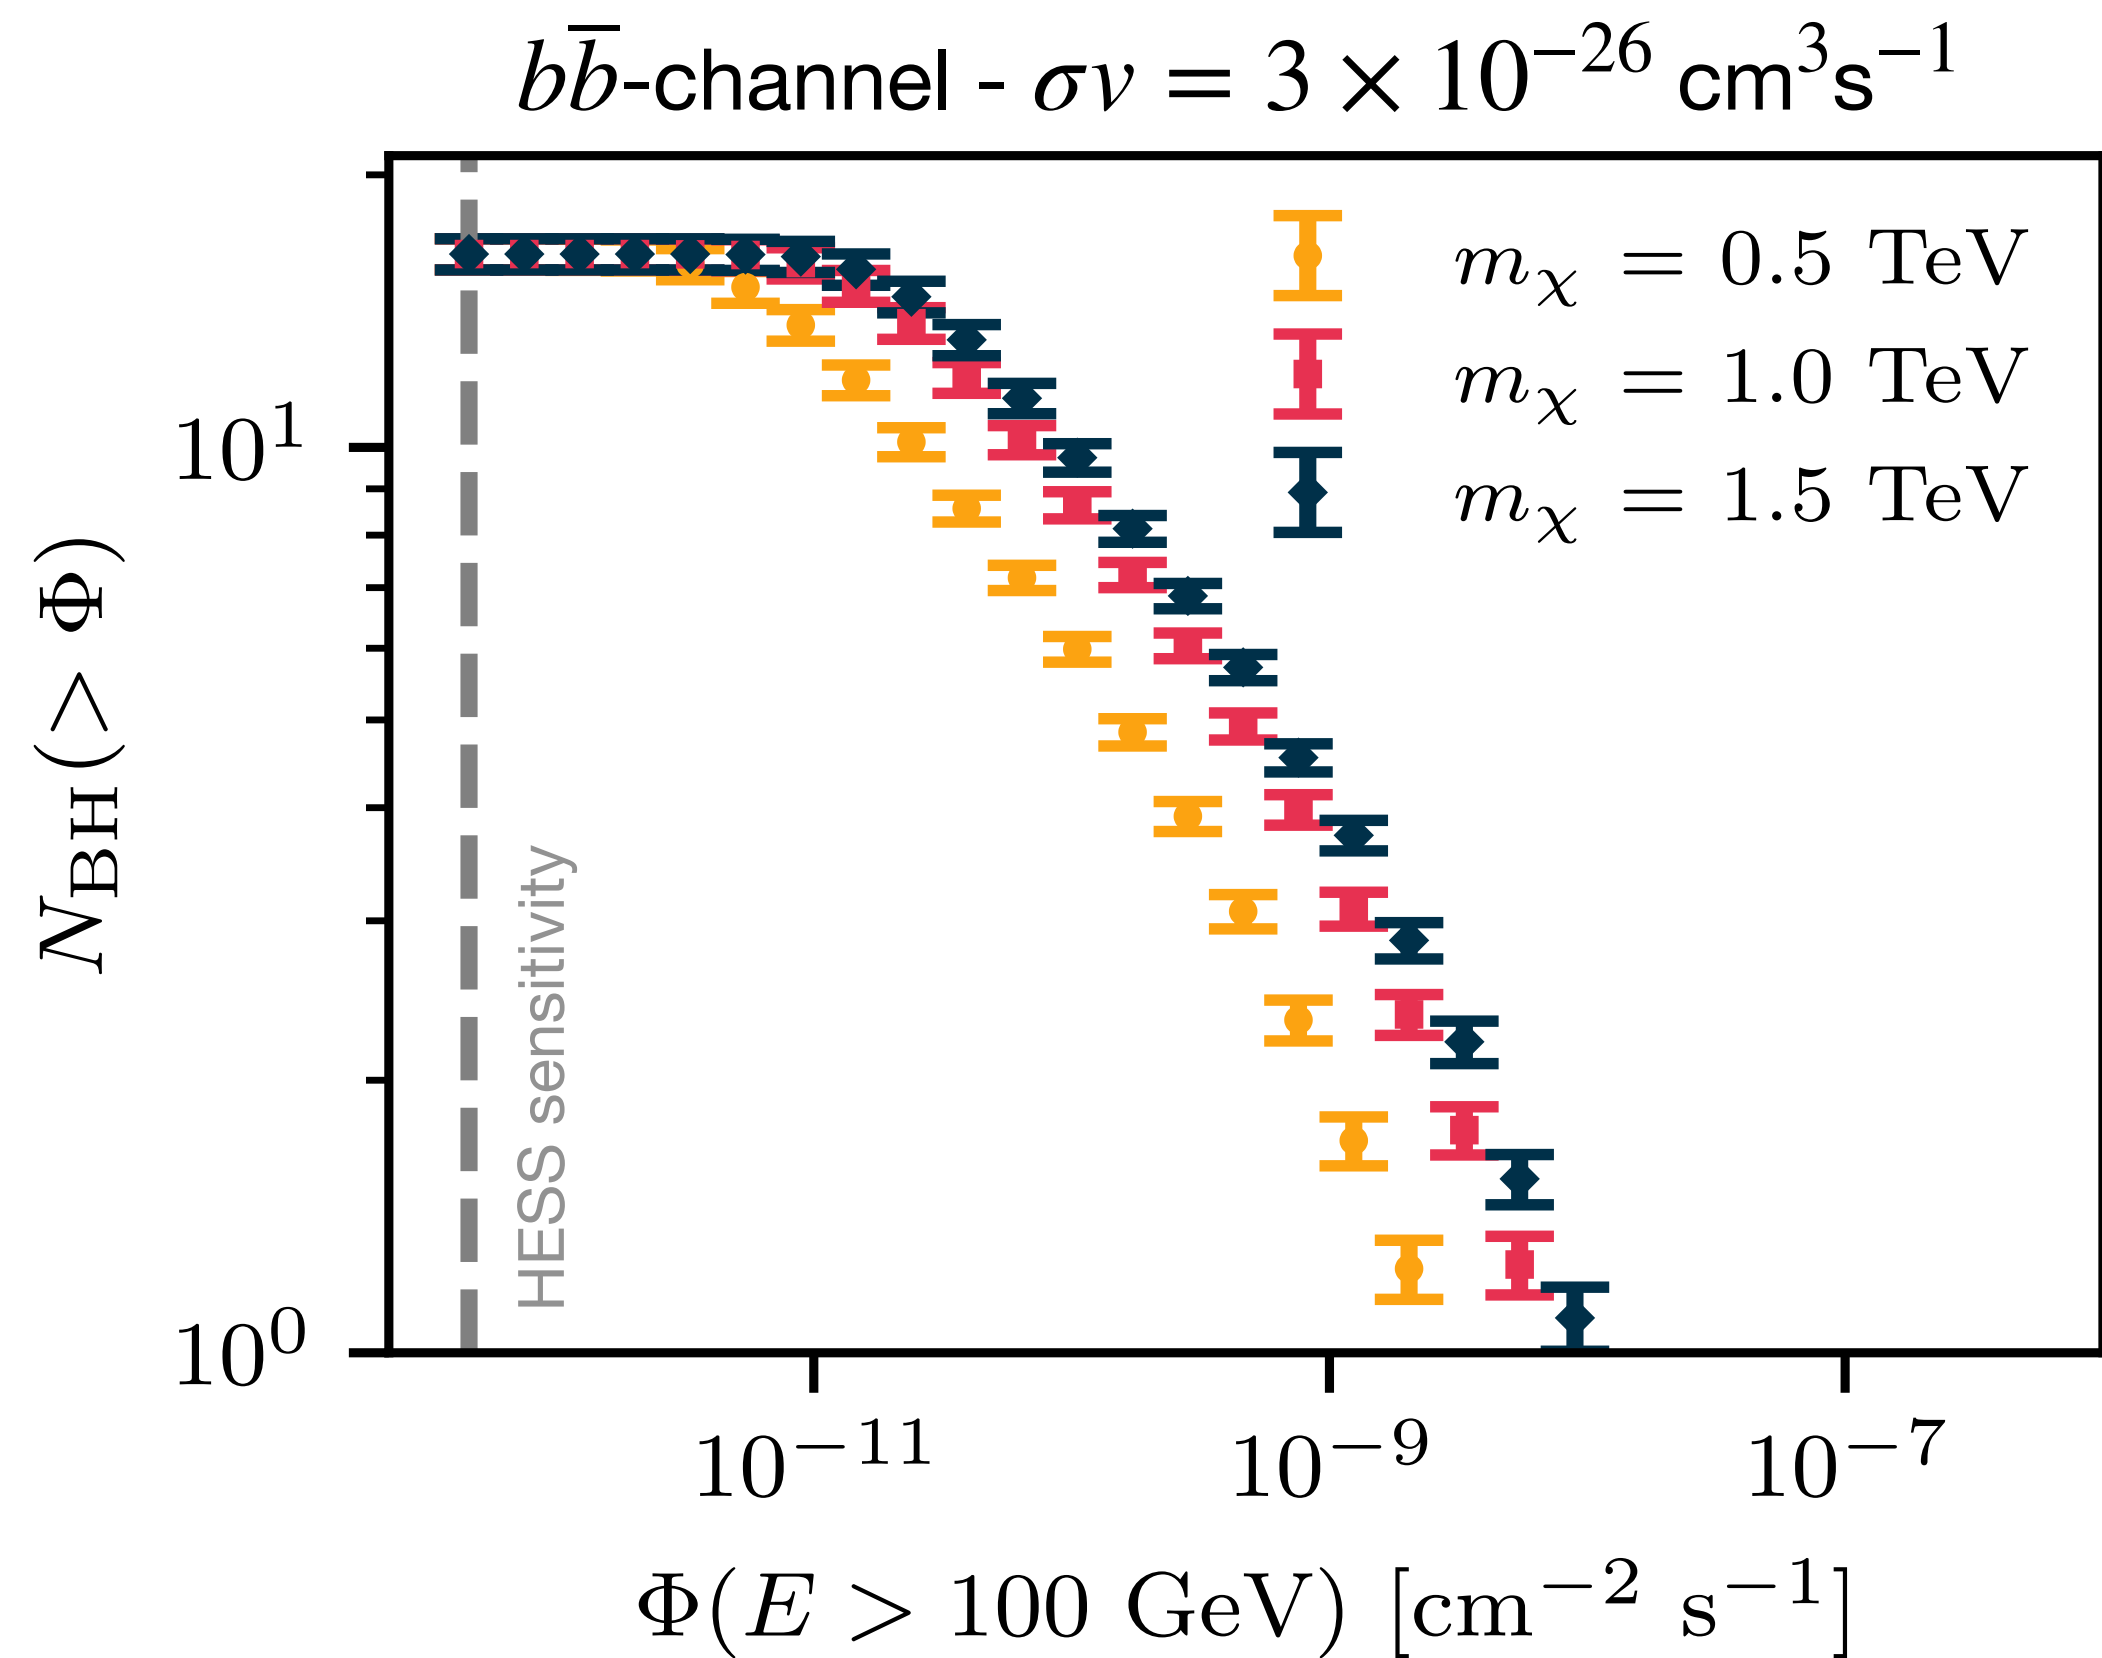 b\overline{b}-channel - σv = 3 × 10⁻²⁶ cm³s⁻¹
m_χ = 0.5 TeV
m_χ = 1.0 TeV
m_χ = 1.5 TeV
10¹
10⁰
N_BH(> Φ)
HESS sensitivity
10⁻¹¹ 10⁻⁹ 10⁻⁷
Φ(E > 100 GeV) [cm⁻² s⁻¹]